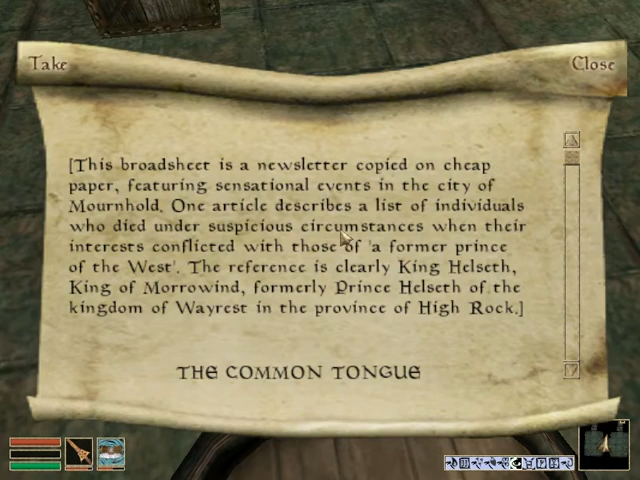 Take
Close
[This broadsheet is a newsletter copied on cheap
paper, featuring sensational events in the city of
Mournhold. One article describes a list of individuals
who died under suspicious circumstances when their
interests conflicted with those of 'a former prince
of the West'. The reference is clearly King Helseth,
King of Morrowind, formerly Prince Helseth of the
kingdom of Wayrest in the province of High Rock.]
THE COMMON TONGUE